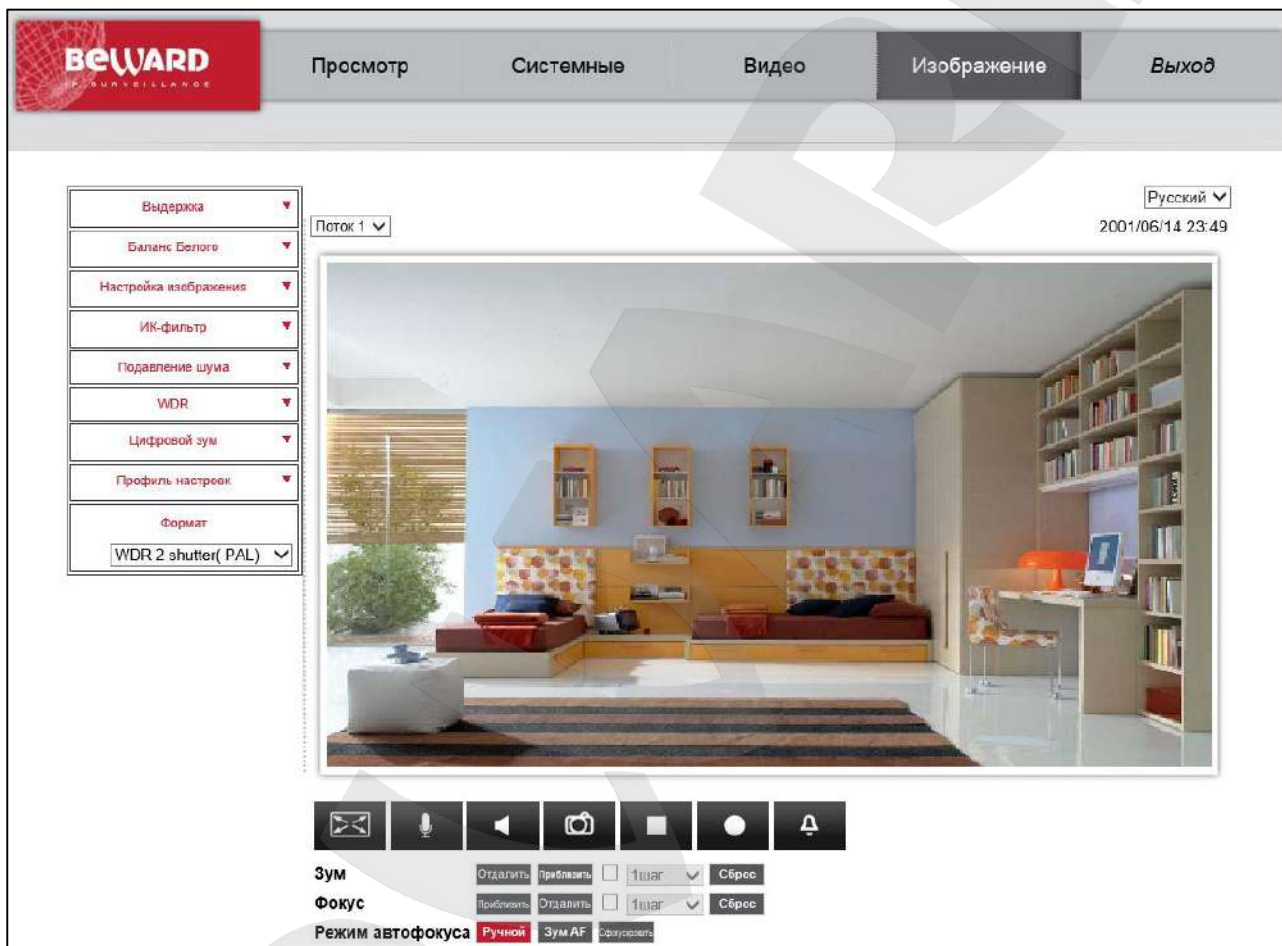 BEWARD
IP SURVEILLANCE
Просмотр
Системные
Видео
Изображение
Выход
Русский
2001/06/14 23:49
Поток 1
Выдержка
Баланс Белого
Настройка изображения
ИК-фильтр
Подавление шума
WDR
Цифровой зум
Профиль настроек
Формат
WDR 2 shutter( PAL)
Зум Отдалить Приблизить 1шаг Сброс
Фокус Приблизить Отдалить 1шаг Сброс
Режим автофокуса Ручной Зум AF Сфокусировать